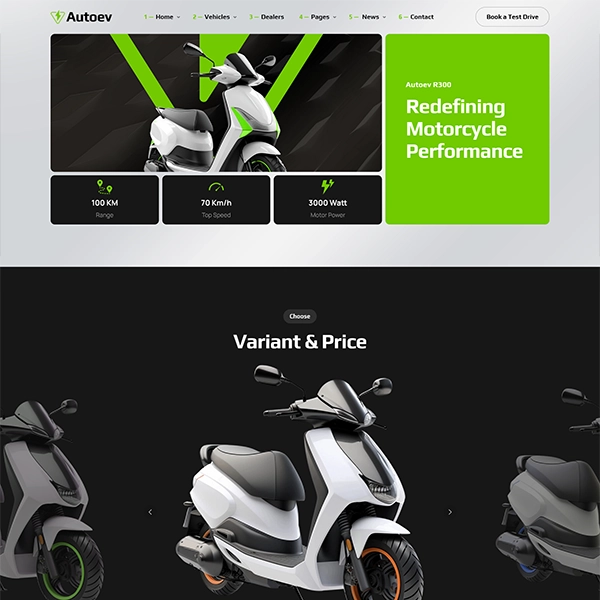 Autoev
1 — Home
2 — Vehicles
3 — Dealers
4 — Pages
5 — News
6 — Contact
Book a Test Drive
Autoev R300
Redefining
Motorcycle
Performance
100 KM
Range
70 Km/h
Top Speed
3000 Watt
Motor Power
Choose
Variant & Price